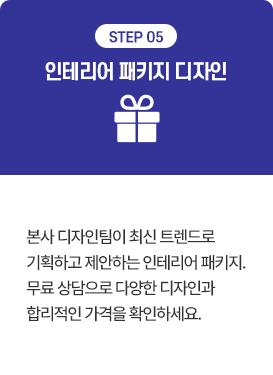 STEP 05
인테리어 패키지 디자인
본사 디자인팀이 최신 트렌드로
기획하고 제안하는 인테리어 패키지.
무료 상담으로 다양한 디자인과
합리적인 가격을 확인하세요.